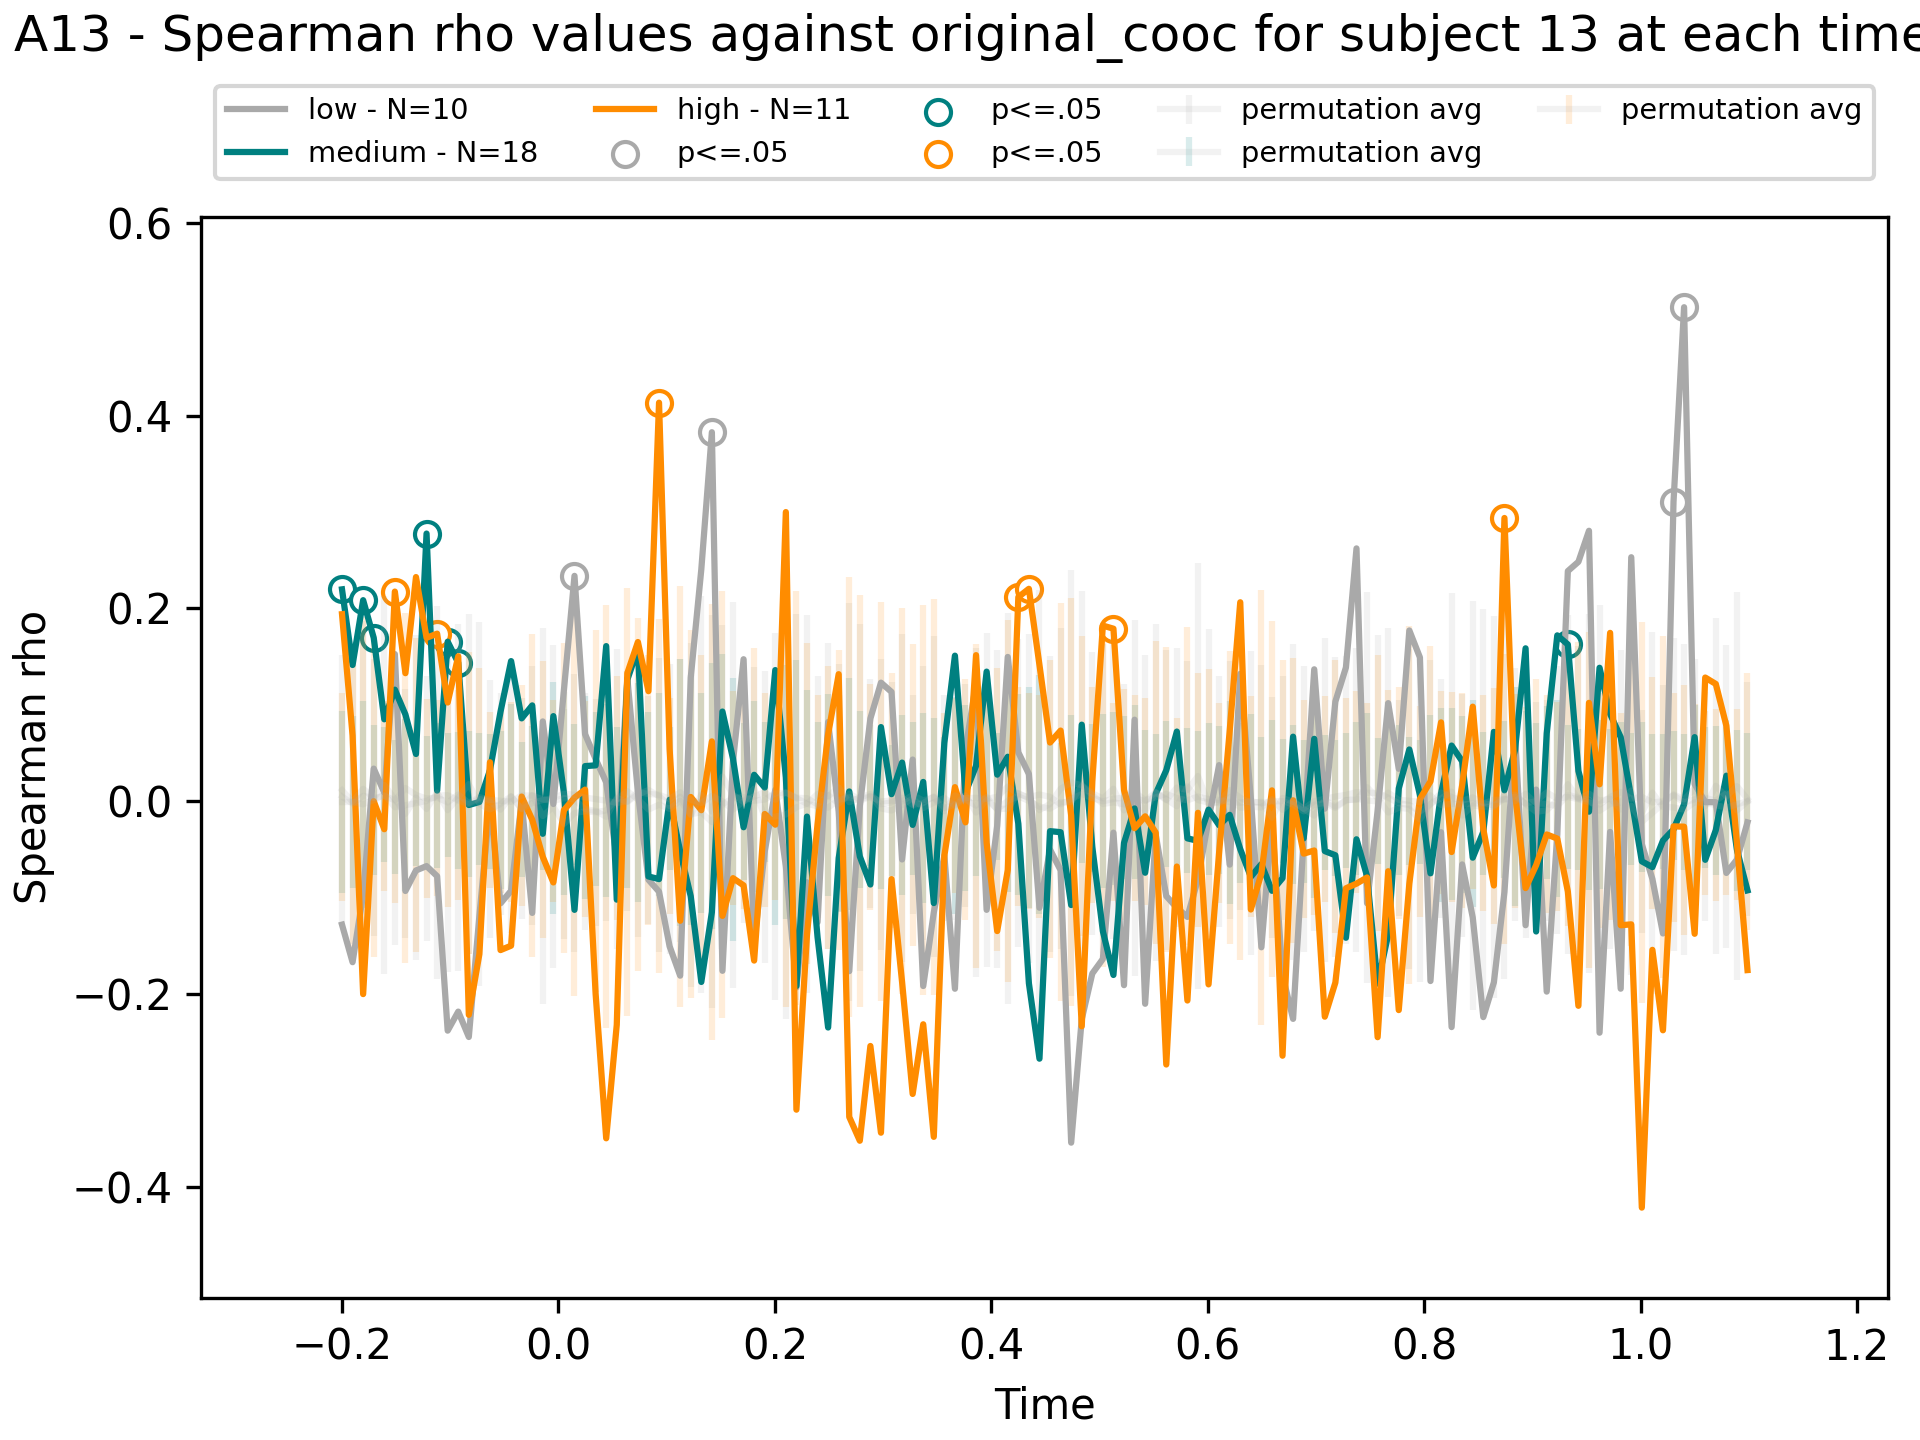 A13 - Spearman rho values against original_cooc for subject 13 at each time
low - N=10
medium - N=18
high - N=11
p<=.05
p<=.05
p<=.05
permutation avg
permutation avg
permutation avg
Spearman rho
0.6
0.4
0.2
0.0
−0.2
−0.4
−0.2
0.0
0.2
0.4
0.6
0.8
1.0
1.2
Time